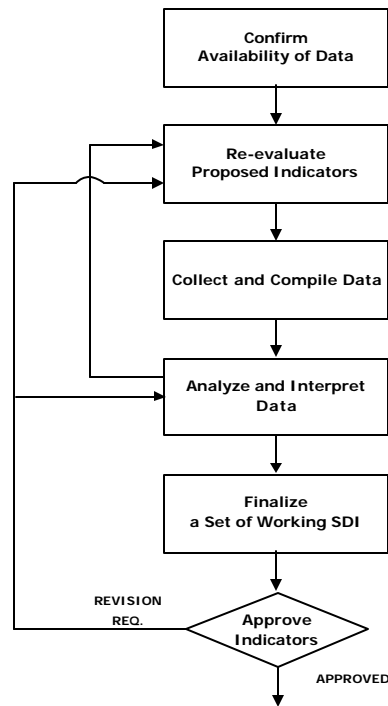 Confirm
Availability of Data
Re-evaluate
Proposed Indicators
Collect and Compile Data
Analyze and Interpret
Data
Finalize
a Set of Working SDI
REVISION
REQ.
Approve
Indicators
APPROVED